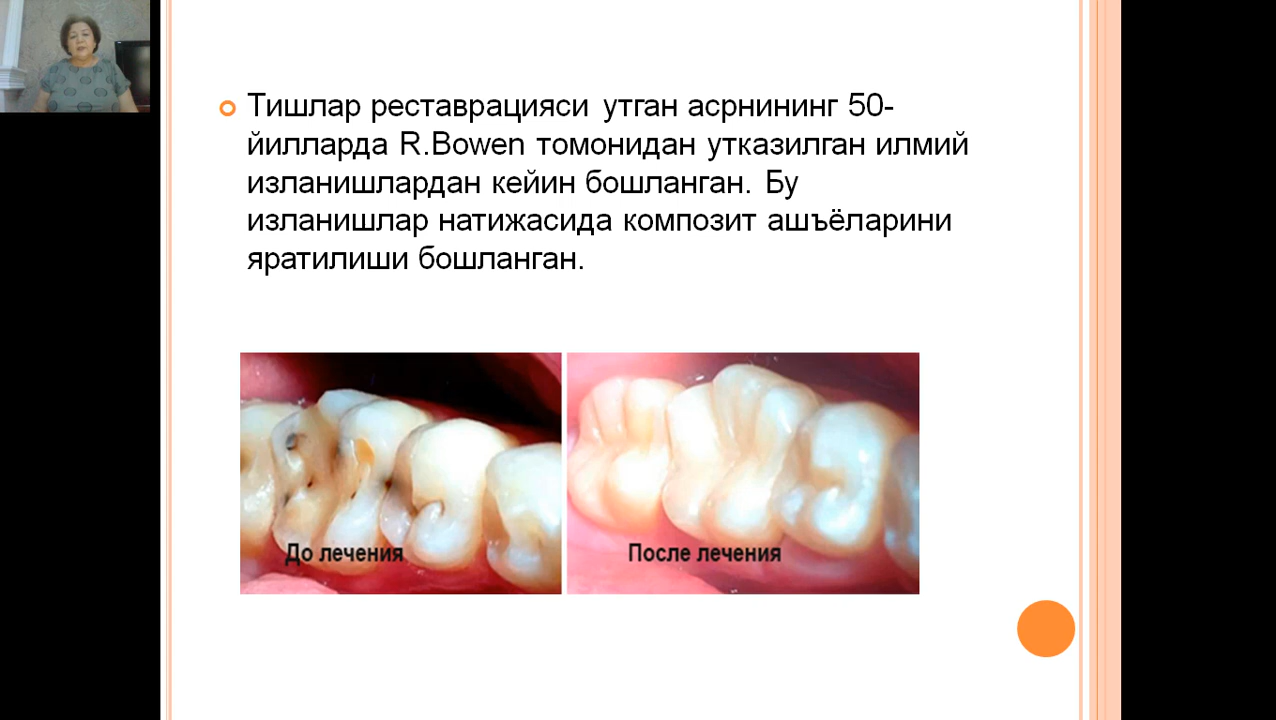 Тишлар реставрацияси утган асрнининг 50-
йилларда R.Bowen томонидан утказилган илмий
изланишлардан кейин бошланган. Бу
изланишлар натижасида композит ашъёларини
яратилиши бошланган.
До лечения
После лечения